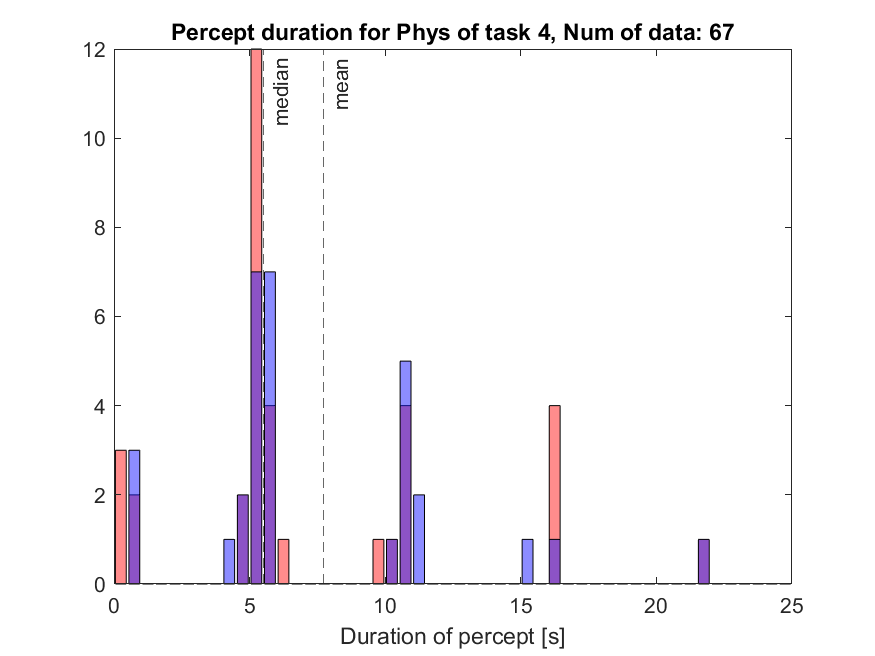 Percept duration for Phys of task 4, Num of data: 67
12
10
8
6
4
2
0
median
mean
0 5 10 15 20 25
Duration of percept [s]